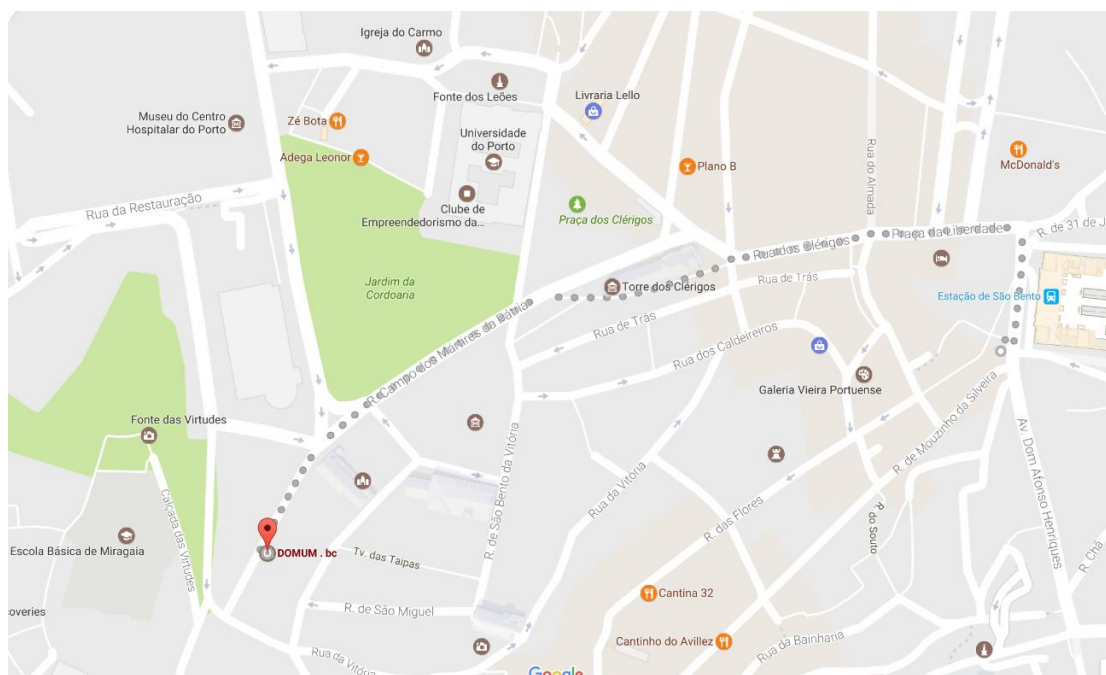 Igreja do Carmo
Fonte dos Leões
Livraria Lello
Museu do Centro
Hospitalar do Porto
Zé Bota
Universidade
do Porto
Adega Leonor
Plano B
Rua do Almada
McDonald's
Clube de
Empreendedorismo da...
Rua da Restauração
Praça dos Clérigos
Praça da Liberdade
R. de 31 de J
Rua dos Clérigos
Jardim da
Cordoaria
Torre dos Clérigos
Rua de Trás
Estação de São Bento
R. Campo dos Mártires da Pátria
Rua de Trás
Rua dos Caldeireiros
Galeria Vieira Portuense
Fonte das Virtudes
R. de Mouzinho da Silveira
Av. Dom Afonso Henriques
R. de São Bento da Vitória
Rua da Vitória
Calçada das Virtudes
R. das Flores
R. do Souto
Escola Básica de Miragaia
DOMUM . bc
Tv. das Taipas
R. Chã
Cantina 32
overies
R. de São Miguel
Cantinho do Avillez
Rua da Bainharia
Rua da Vitória
Google